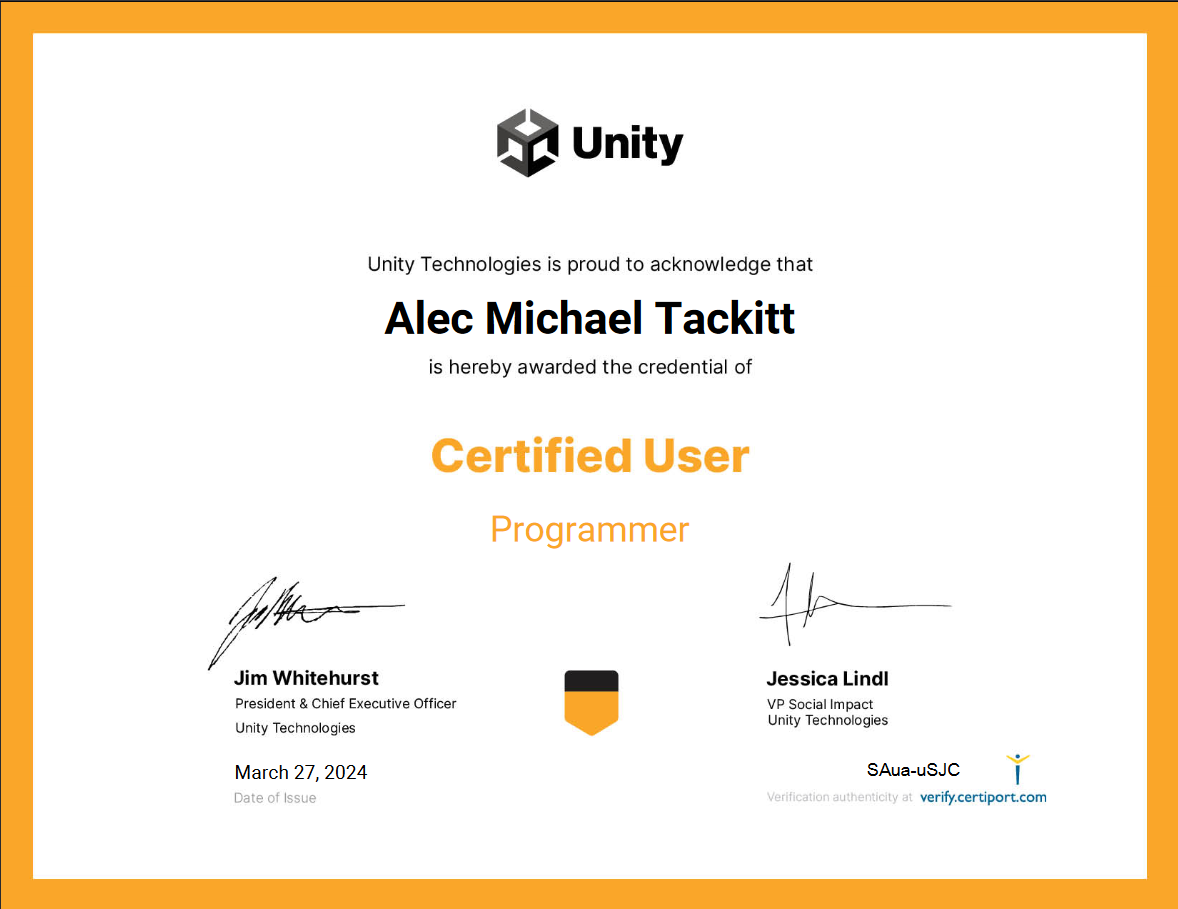 Unity
Unity Technologies is proud to acknowledge that
Alec Michael Tackitt
is hereby awarded the credential of
Certified User
Programmer
Jim Whitehurst
President & Chief Executive Officer
Unity Technologies
March 27, 2024
Date of Issue
Jessica Lindl
VP Social Impact
Unity Technologies
SAua-uSJC
Verification authenticity at verify.certiport.com